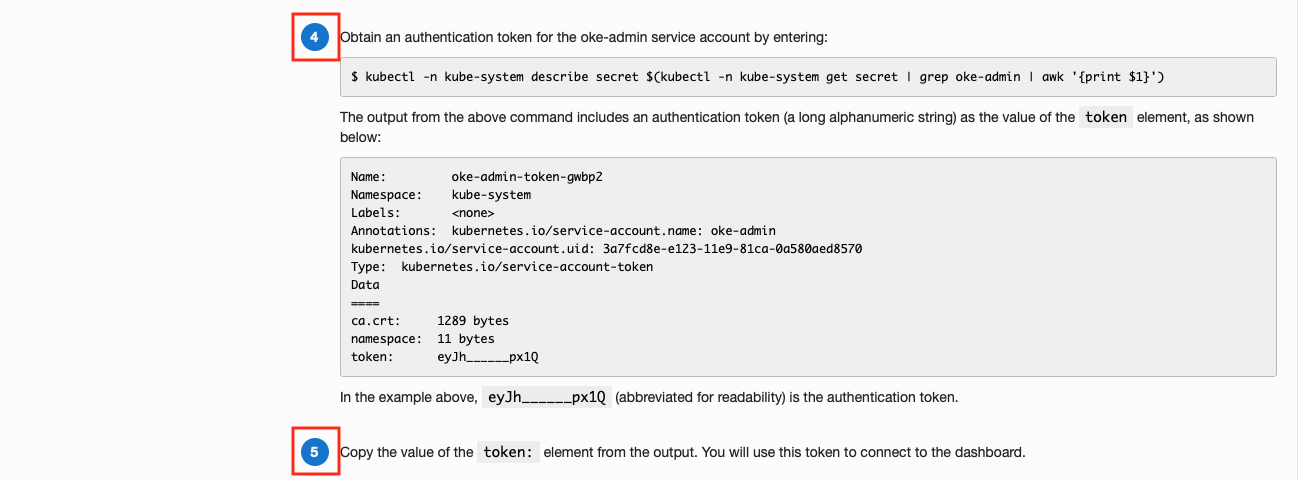 4 Obtain an authentication token for the oke-admin service account by entering:
$ kubectl -n kube-system describe secret $(kubectl -n kube-system get secret | grep oke-admin | awk '{print $1}')
The output from the above command includes an authentication token (a long alphanumeric string) as the value of the token element, as shown
below:
Name:         oke-admin-token-gwbp2
Namespace:    kube-system
Labels:       <none>
Annotations:  kubernetes.io/service-account.name: oke-admin
kubernetes.io/service-account.uid: 3a7fcd8e-e123-11e9-81ca-0a580aed8570
Type:  kubernetes.io/service-account-token
Data
====
ca.crt:     1289 bytes
namespace:  11 bytes
token:      eyJh______px1Q
In the example above, eyJh______px1Q (abbreviated for readability) is the authentication token.
5 Copy the value of the token: element from the output. You will use this token to connect to the dashboard.